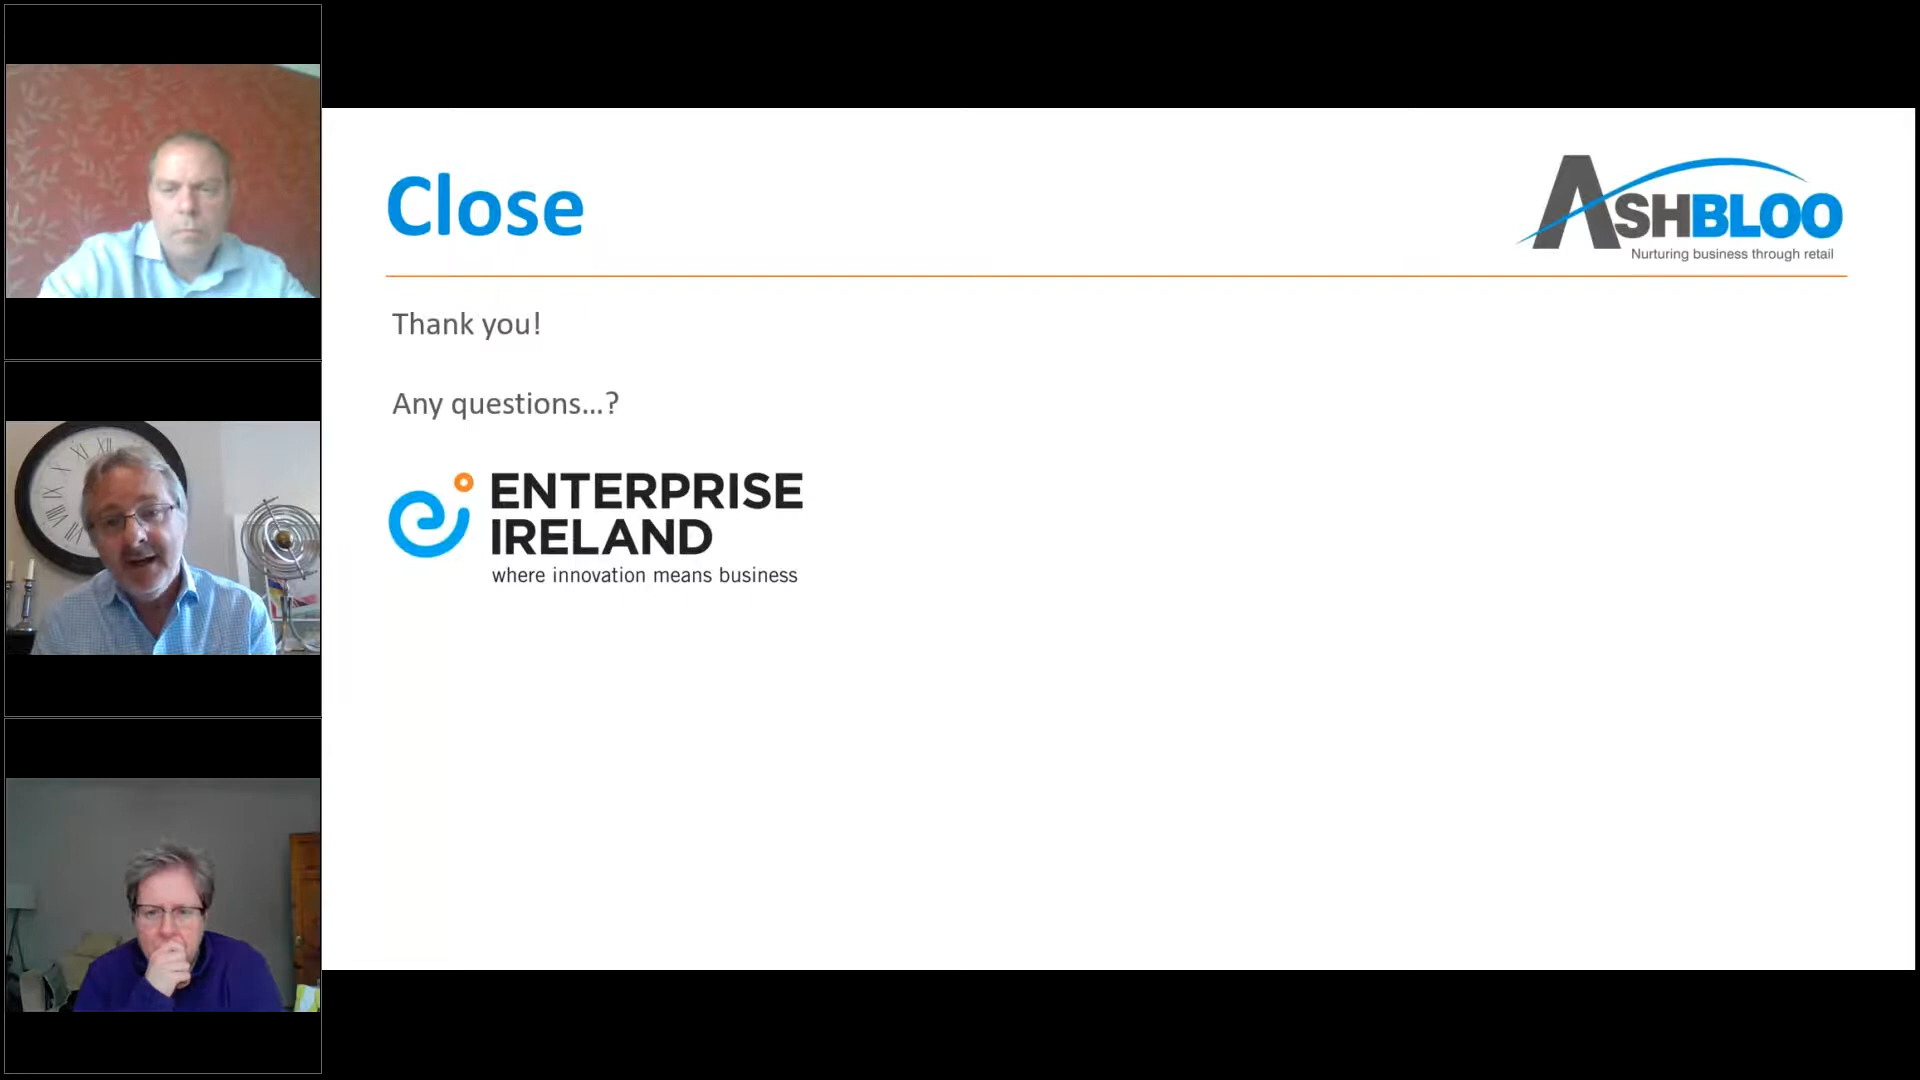 Close
ASHBLOO
Nurturing business through retail
Thank you!
Any questions...?
ENTERPRISE
IRELAND
where innovation means business